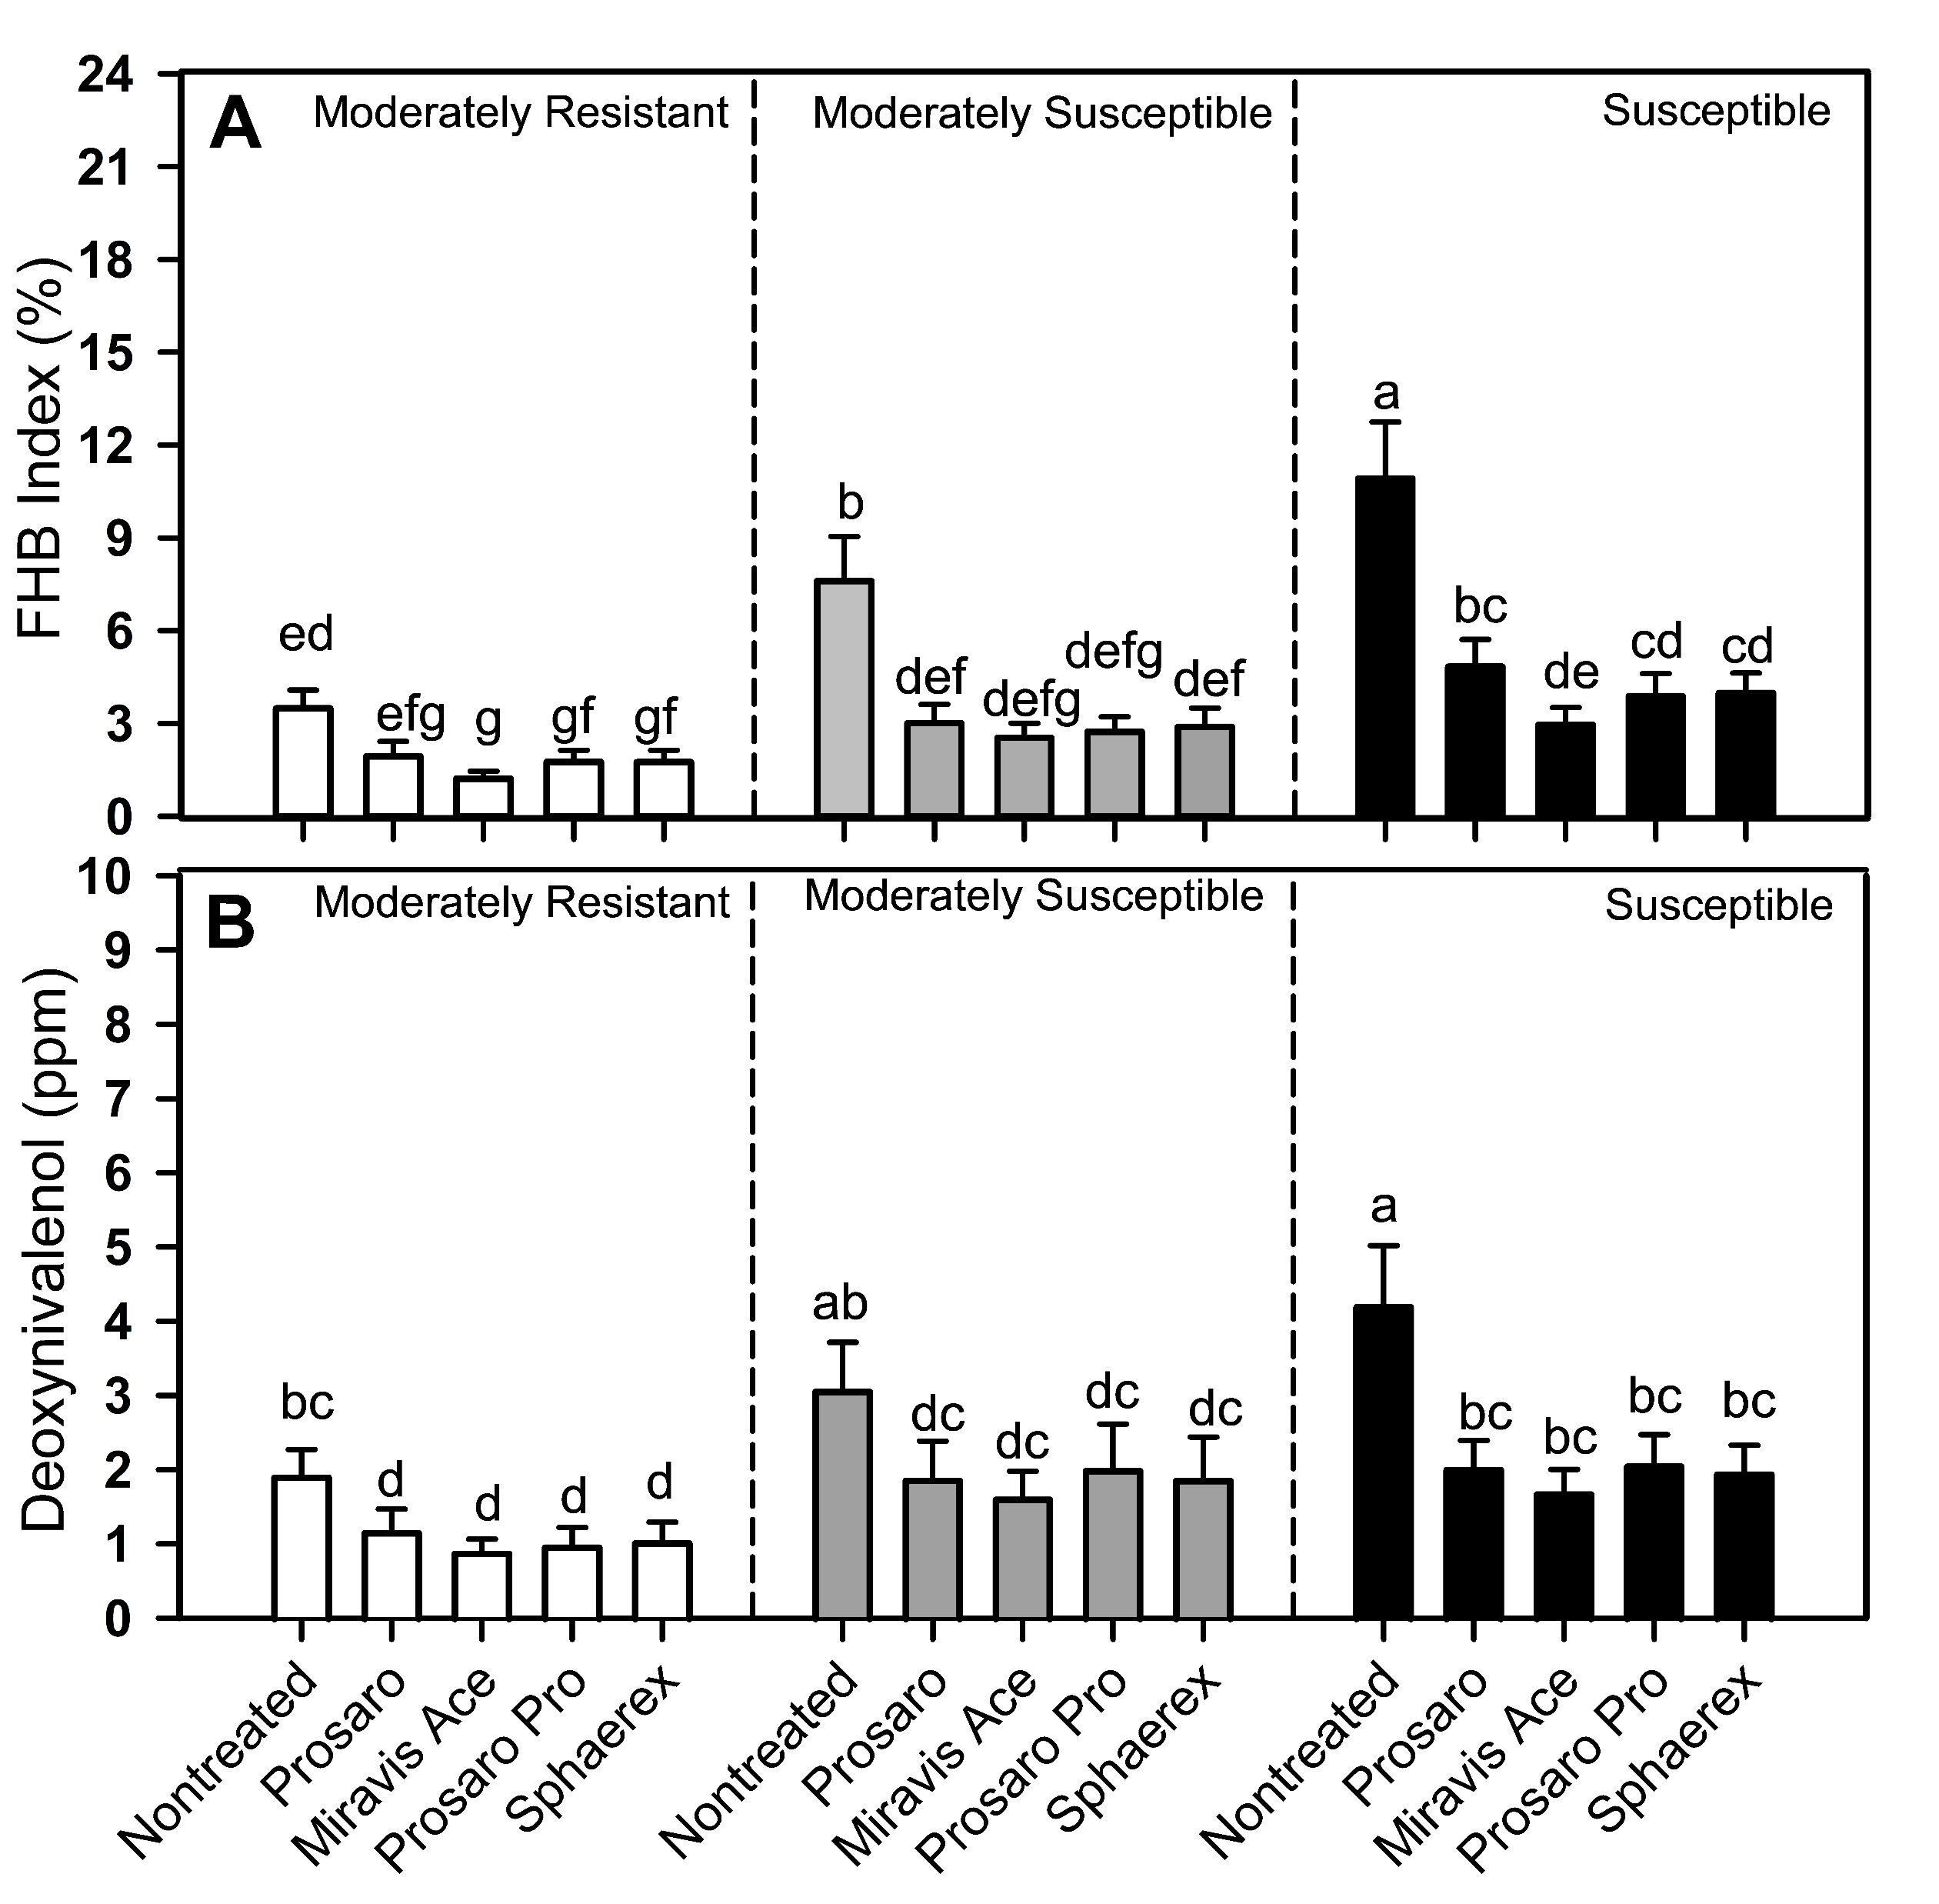 A
Moderately Resistant
Moderately Susceptible
Susceptible
FHB Index (%)
24
21
18
15
12
9
6
3
0
ed
efg
g
gf
gf
b
def
defg
defg
def
a
bc
de
cd
cd
B
Moderately Resistant
Moderately Susceptible
Susceptible
Deoxynivalenol (ppm)
10
9
8
7
6
5
4
3
2
1
0
bc
d
d
d
d
ab
dc
dc
dc
dc
a
bc
bc
bc
bc
Nontreated
Prosaro
Miravis Ace
Prosaro Pro
Sphaerex
Nontreated
Prosaro
Miravis Ace
Prosaro Pro
Sphaerex
Nontreated
Prosaro
Miravis Ace
Prosaro Pro
Sphaerex